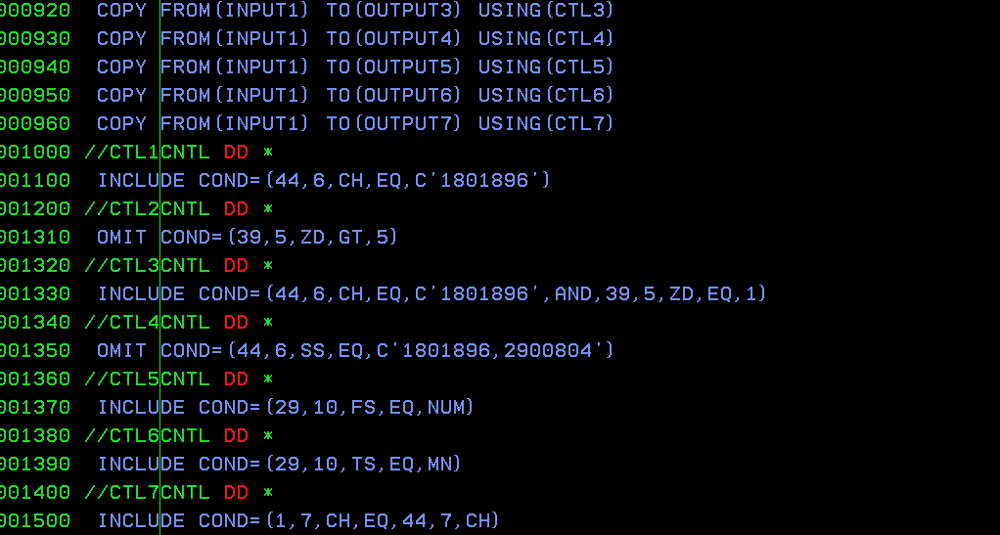 000920  COPY FROM(INPUT1) TO(OUTPUT3) USING(CTL3)
000930  COPY FROM(INPUT1) TO(OUTPUT4) USING(CTL4)
000940  COPY FROM(INPUT1) TO(OUTPUT5) USING(CTL5)
000950  COPY FROM(INPUT1) TO(OUTPUT6) USING(CTL6)
000960  COPY FROM(INPUT1) TO(OUTPUT7) USING(CTL7)
001000 //CTL1CNTL DD *
001100  INCLUDE COND=(44,6,CH,EQ,C'1801896')
001200 //CTL2CNTL DD *
001310  OMIT COND=(39,5,ZD,GT,5)
001320 //CTL3CNTL DD *
001330  INCLUDE COND=(44,6,CH,EQ,C'1801896',AND,39,5,ZD,EQ,1)
001340 //CTL4CNTL DD *
001350  OMIT COND=(44,6,SS,EQ,C'1801896,2900804')
001360 //CTL5CNTL DD *
001370  INCLUDE COND=(29,10,FS,EQ,NUM)
001380 //CTL6CNTL DD *
001390  INCLUDE COND=(29,10,TS,EQ,MN)
001400 //CTL7CNTL DD *
001500  INCLUDE COND=(1,7,CH,EQ,44,7,CH)